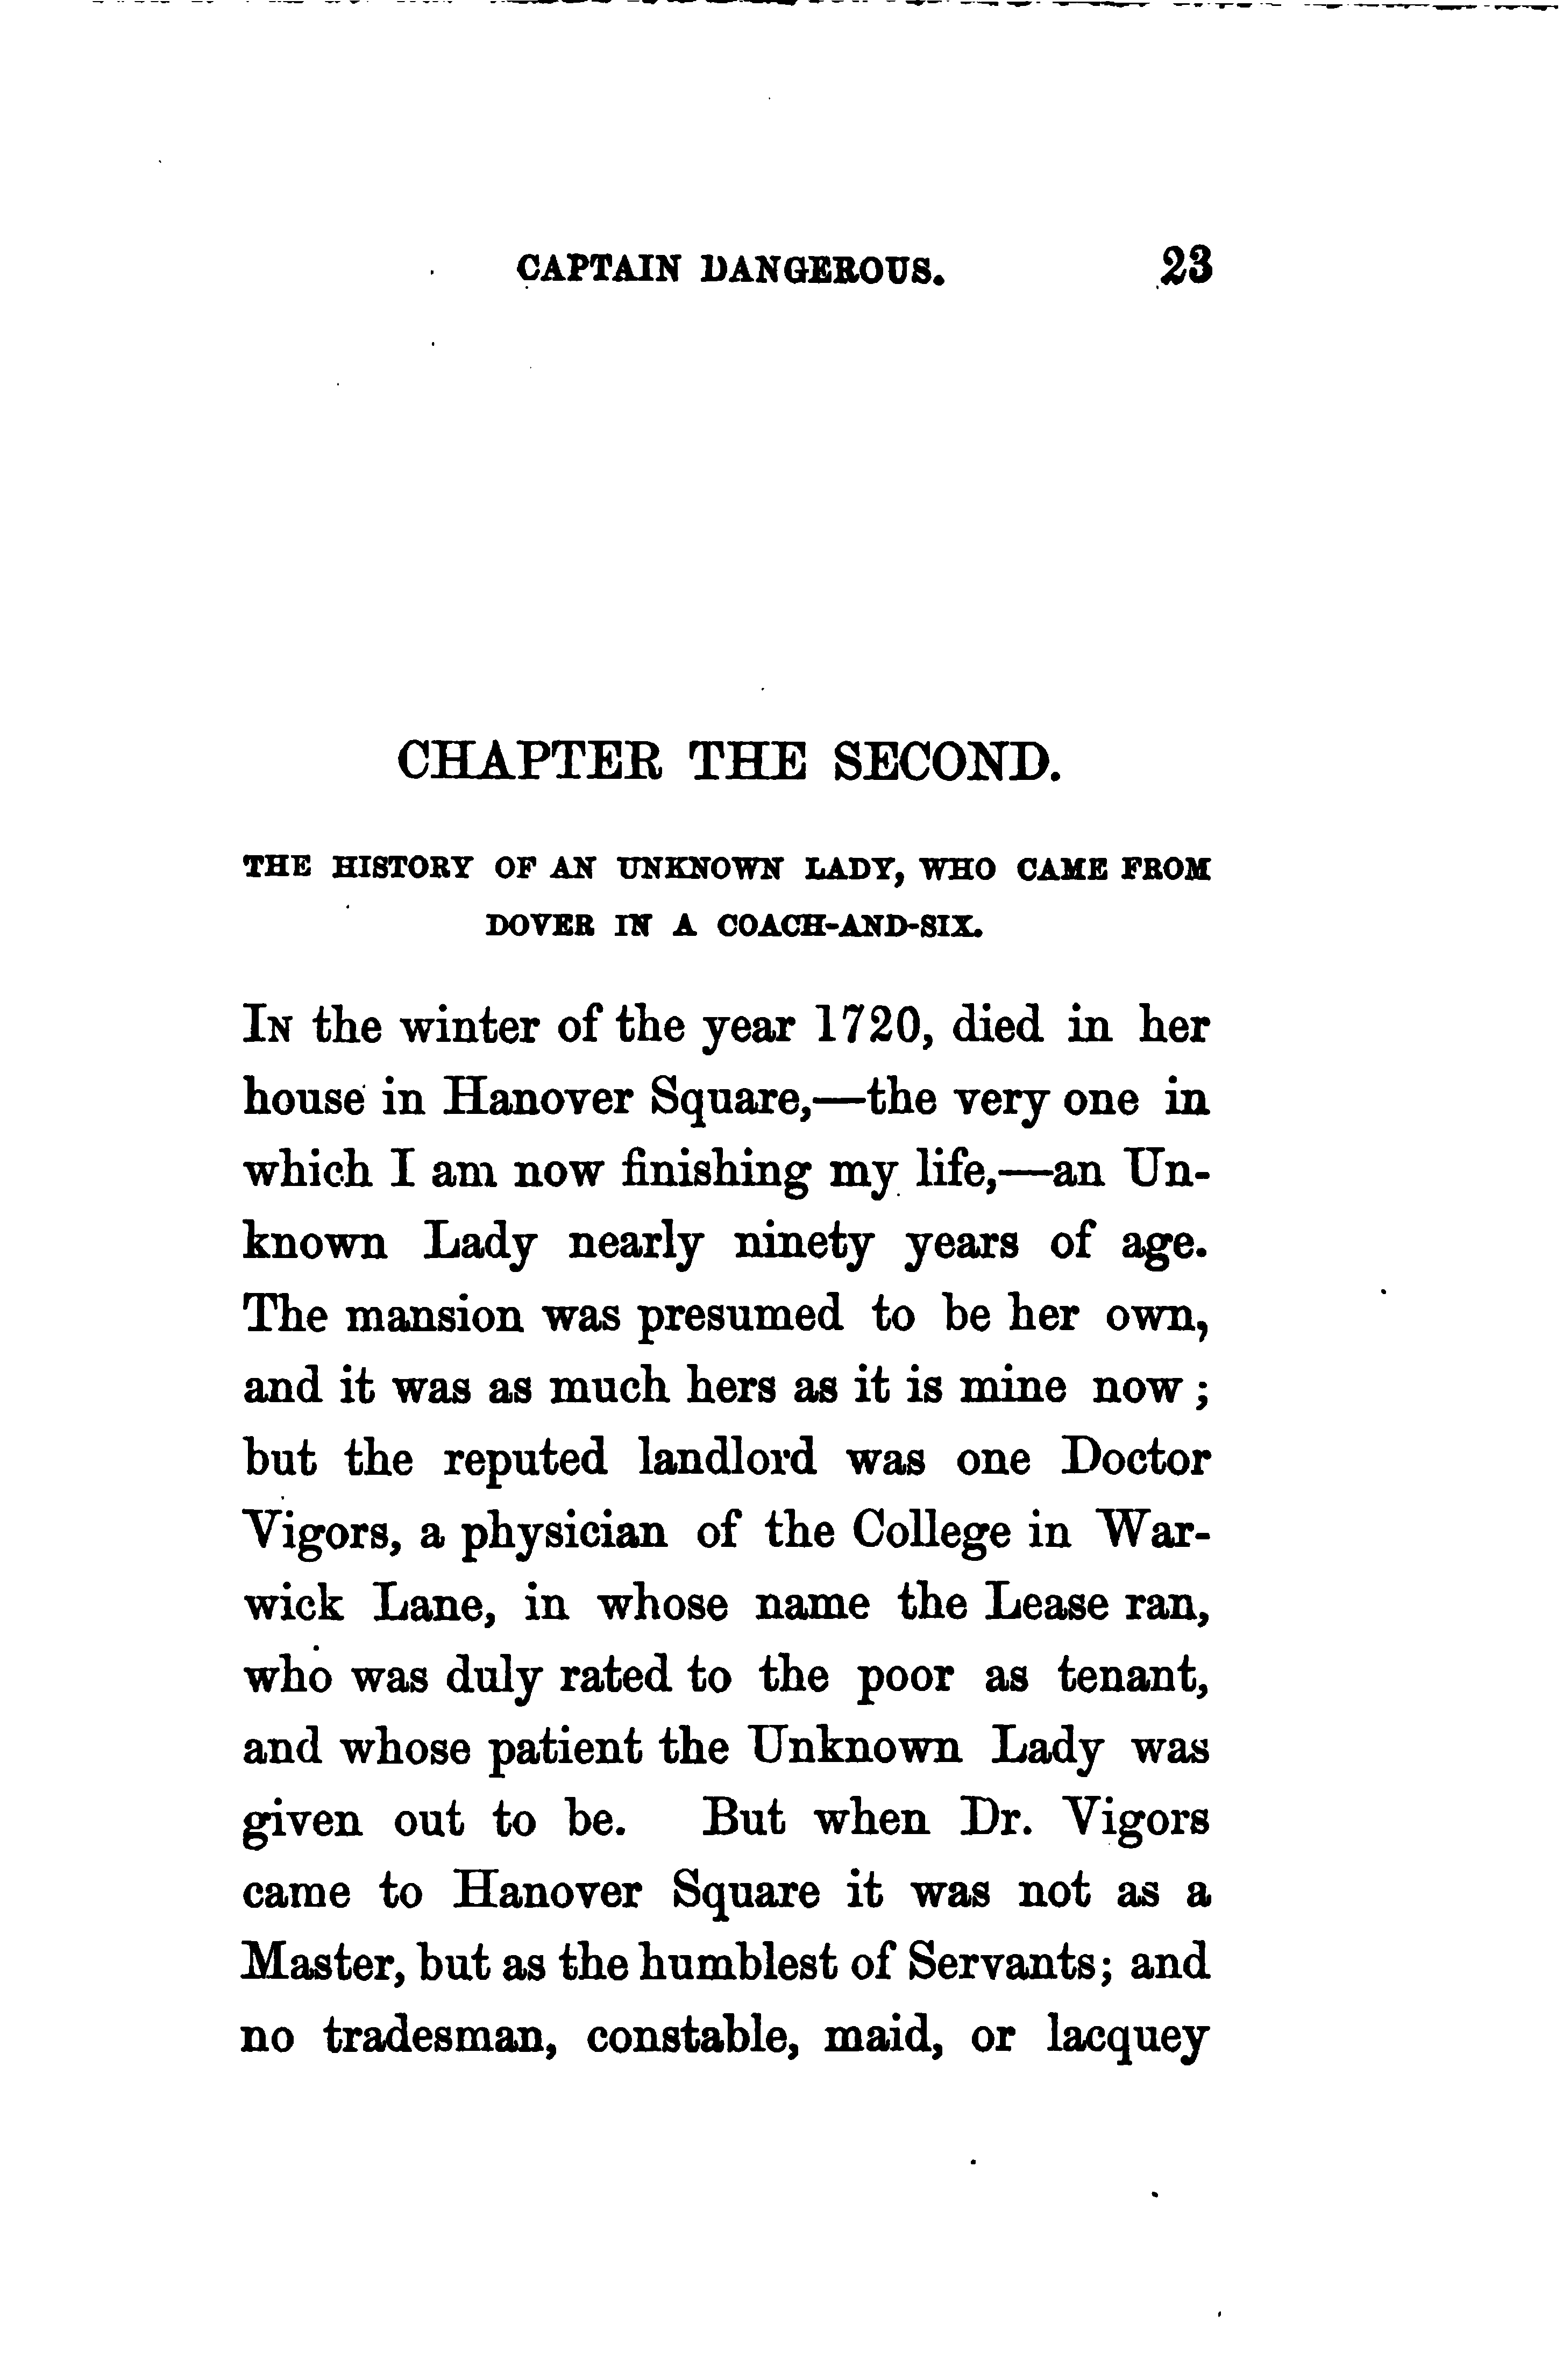 CAPTAIN DANGEROUS. 23
CHAPTER THE SECOND.
THE HISTORY OF AN UNKNOWN LADY, WHO CAME FROM
DOVER IN A COACH-AND-SIX.
IN the winter of the year 1720, died in her
house in Hanover Square,—the very one in
which I am now finishing my life,—an Un-
known Lady nearly ninety years of age.
The mansion was presumed to be her own,
and it was as much hers as it is mine now;
but the reputed landlord was one Doctor
Vigors, a physician of the College in War-
wick Lane, in whose name the Lease ran,
who was duly rated to the poor as tenant,
and whose patient the Unknown Lady was
given out to be. But when Dr. Vigors
came to Hanover Square it was not as a
Master, but as the humblest of Servants; and
no tradesman, constable, maid, or lacquey